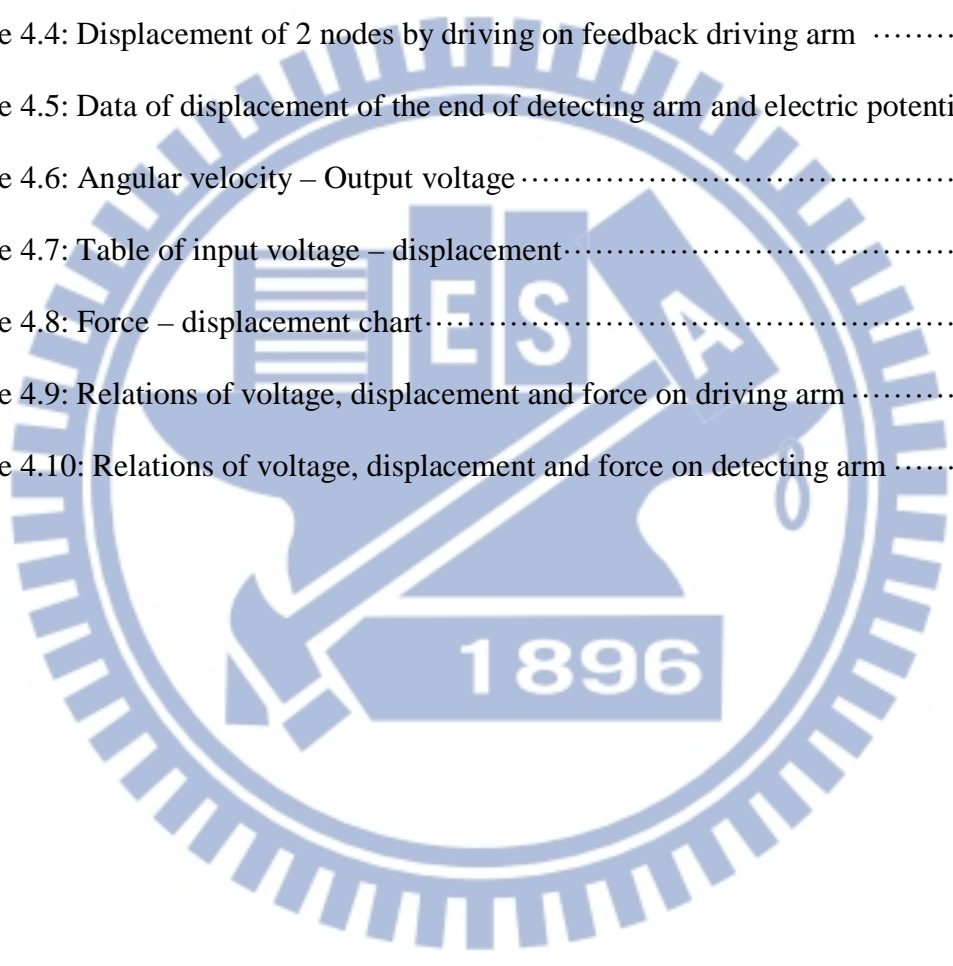 e 4.4: Displacement of 2 nodes by driving on feedback driving arm ········
e 4.5: Data of displacement of the end of detecting arm and electric potenti
e 4.6: Angular velocity – Output voltage ········································
e 4.7: Table of input voltage – displacement ····································
E S A
e 4.8: Force – displacement chart ················································
e 4.9: Relations of voltage, displacement and force on driving arm ··········
e 4.10: Relations of voltage, displacement and force on detecting arm ······
1896